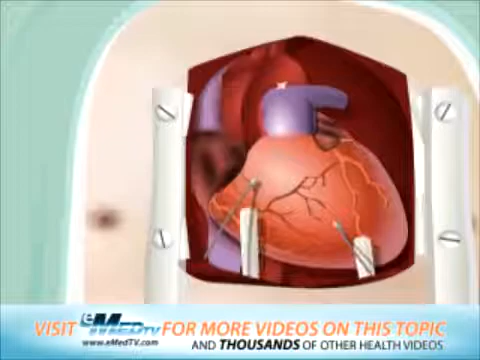 VISIT eMEDTV FOR MORE VIDEOS ON THIS TOPIC
www.eMedTV.com AND THOUSANDS OF OTHER HEALTH VIDEOS